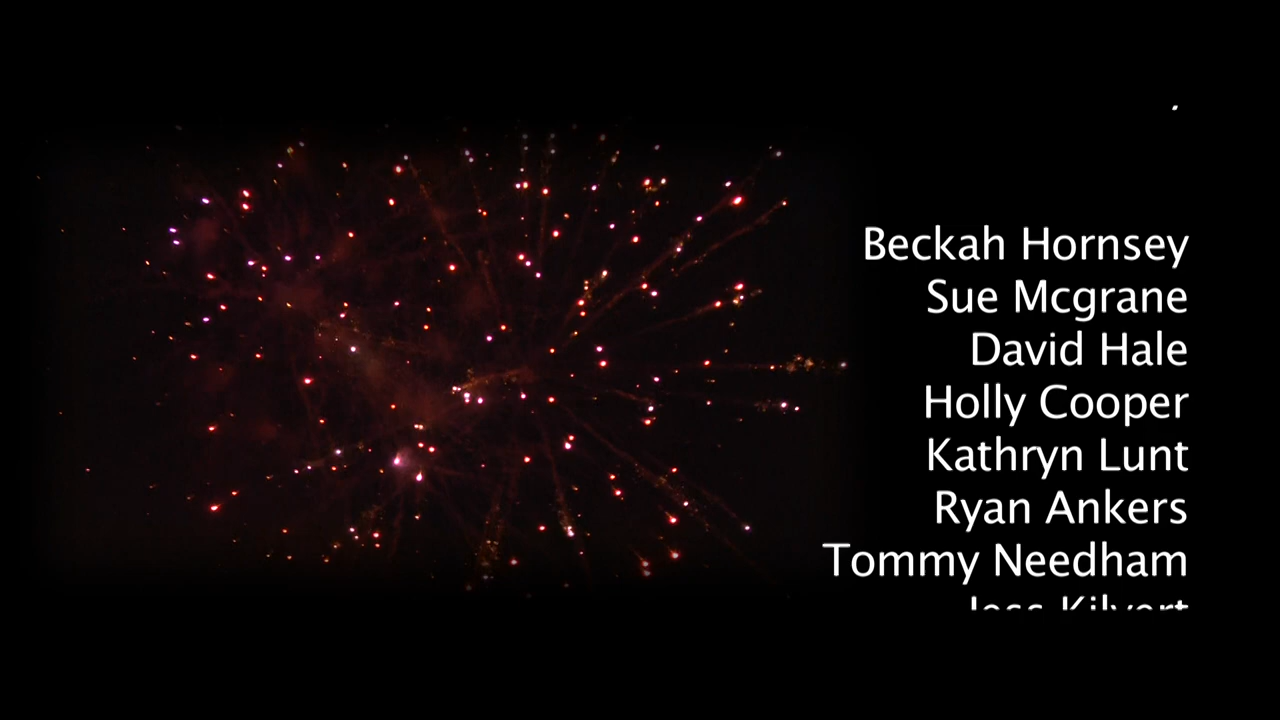 Beckah Hornsey
Sue Mcgrane
David Hale
Holly Cooper
Kathryn Lunt
Ryan Ankers
Tommy Needham